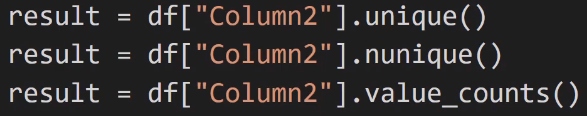 result = df["Column2"].unique()
result = df["Column2"].nunique()
result = df["Column2"].value_counts()